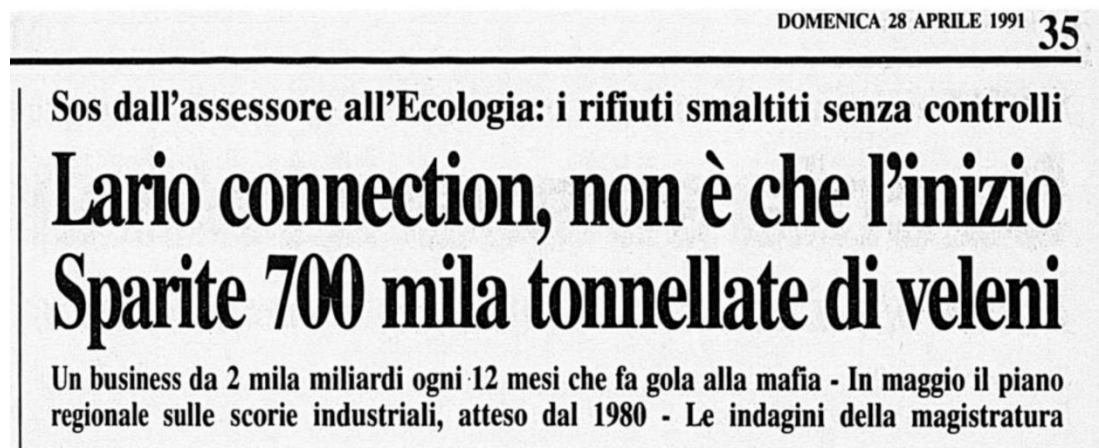 DOMENICA 28 APRILE 1991 35
Sos dall'assessore all'Ecologia: i rifiuti smaltiti senza controlli
Lario connection, non è che l'inizio
Sparite 700 mila tonnellate di veleni
Un business da 2 mila miliardi ogni 12 mesi che fa gola alla mafia - In maggio il piano
regionale sulle scorie industriali, atteso dal 1980 - Le indagini della magistratura